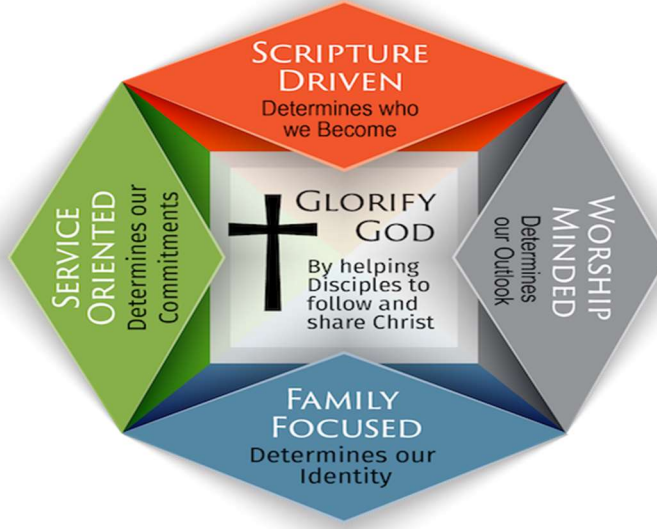 SCRIPTURE
DRIVEN
Determines who
we Become
SERVICE
ORIENTED
Determines our
Commitments
GLORIFY
GOD
By helping
Disciples to
follow and
share Christ
WORSHIP
MINDED
Determines
our Outlook
FAMILY
FOCUSED
Determines our
Identity